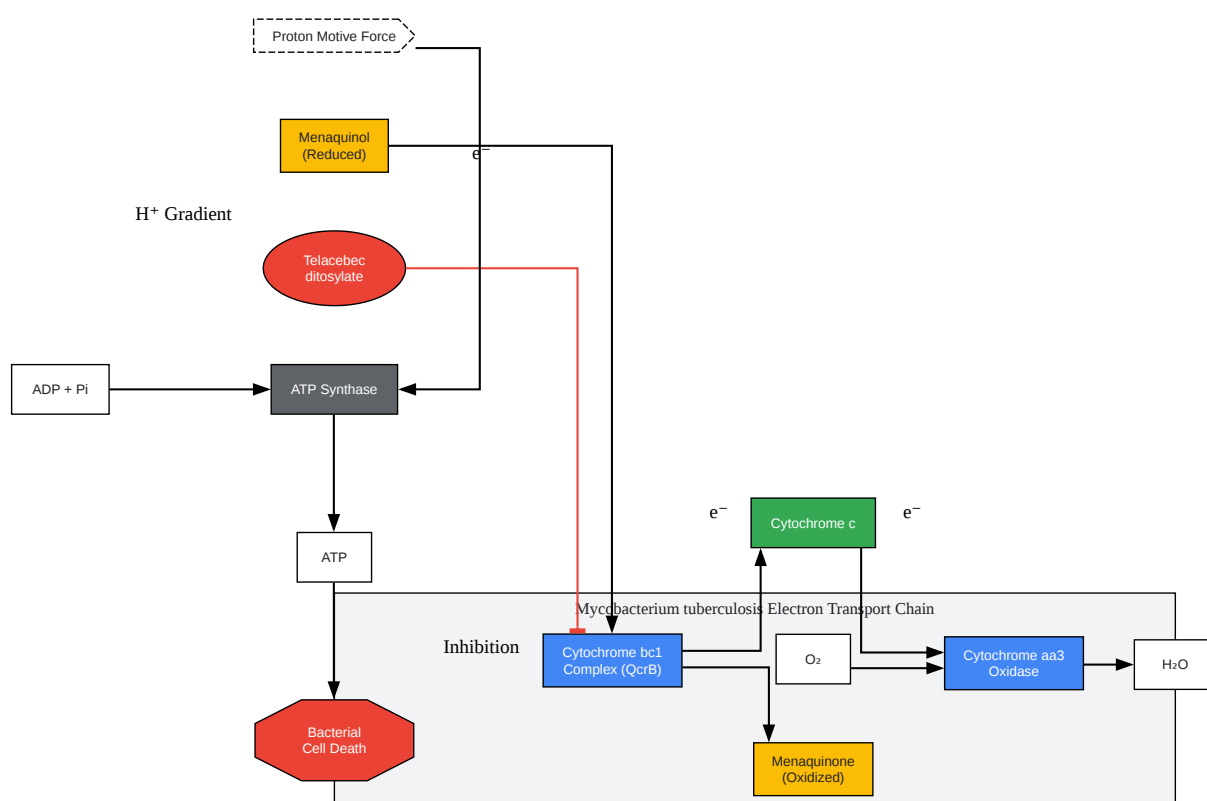 Proton Motive Force
Menaquinol
(Reduced)
e⁻
H⁺ Gradient
Telacebec
ditosylate
ADP + Pi
ATP Synthase
e⁻
Cytochrome c
e⁻
ATP
Mycobacterium tuberculosis Electron Transport Chain
Inhibition
Cytochrome bc1
Complex (QcrB)
O₂
Cytochrome aa3
Oxidase
H₂O
Bacterial
Cell Death
Menaquinone
(Oxidized)